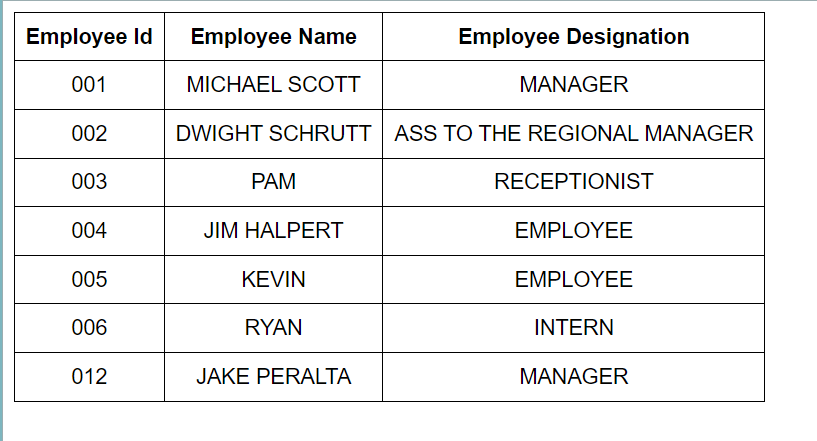 Employee Id Employee Name Employee Designation
001 MICHAEL SCOTT MANAGER
002 DWIGHT SCHRUTT ASS TO THE REGIONAL MANAGER
003 PAM RECEPTIONIST
004 JIM HALPERT EMPLOYEE
005 KEVIN EMPLOYEE
006 RYAN INTERN
012 JAKE PERALTA MANAGER